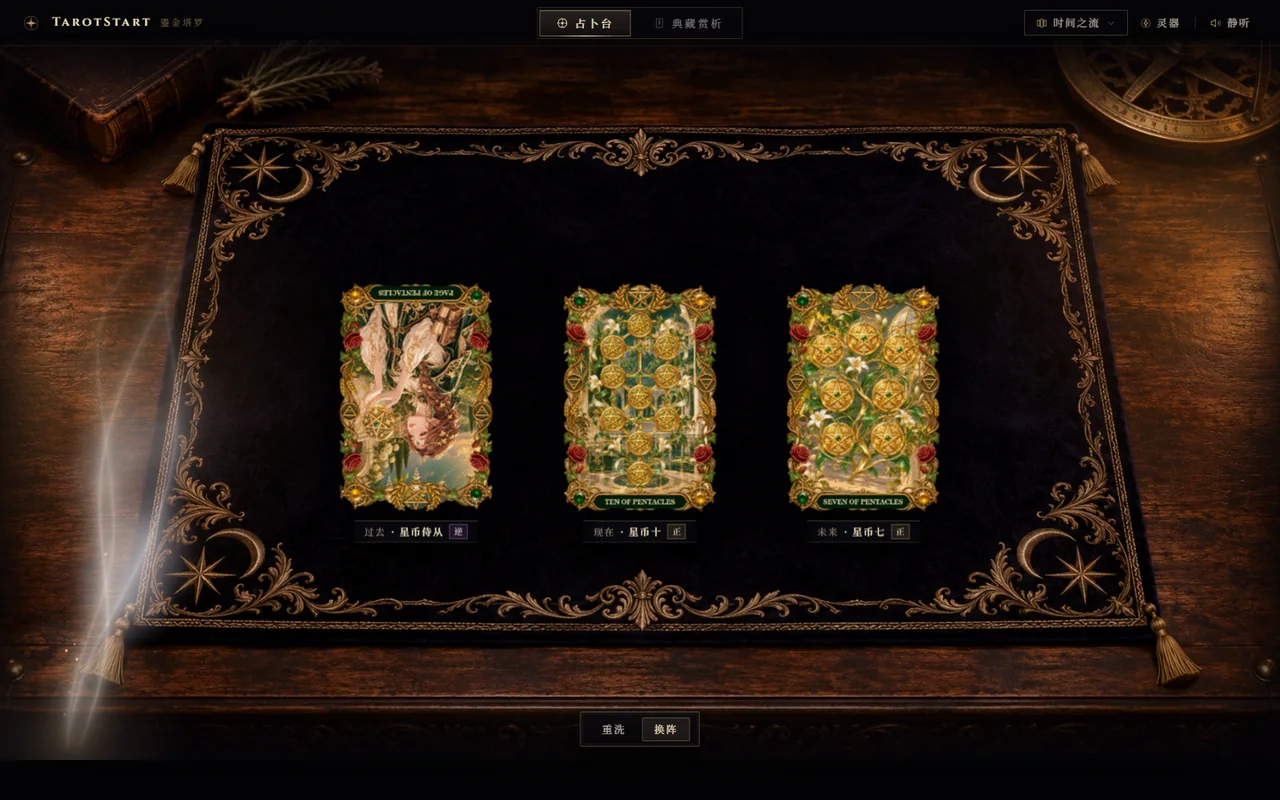 TAROTSTART 鎏金塔罗
占卜台
典藏赏析
时间之流
灵器
静听
PAGE OF PENTACLES
TEN OF PENTACLES
SEVEN OF PENTACLES
过去 · 星币侍从 逆
现在 · 星币十 正
未来 · 星币七 正
重洗
换阵